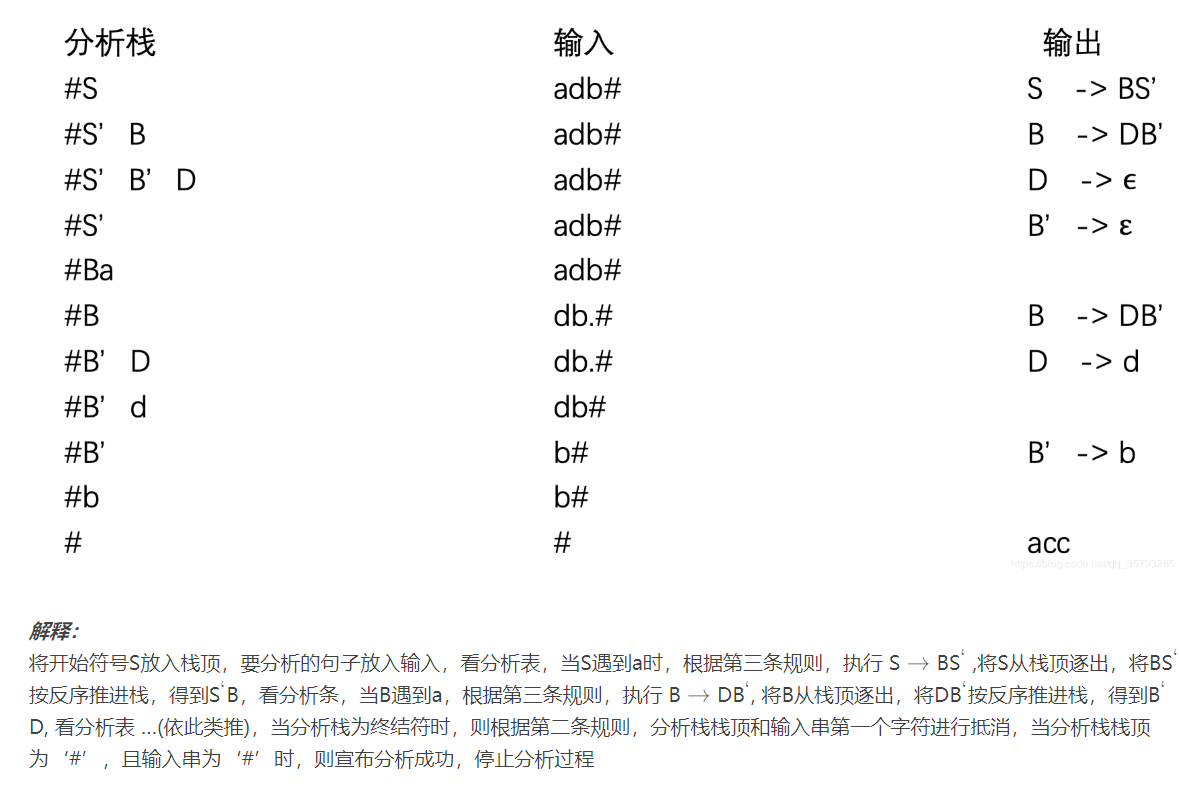 分析栈 输入 输出
#S adb# S -> BS’
#S’ B adb# B -> DB’
#S’ B’ D adb# D -> ϵ
#S’ adb# B’ -> ε
#Ba adb#
#B db.# B -> DB’
#B’ D db.# D -> d
#B’ d db#
#B’ b# B’ -> b
#b b#
# # acc
https://blog.csdn.net/qq_35793285
解释：
将开始符号S放入栈顶，要分析的句子放入输入，看分析表，当S遇到a时，根据第三条规则，执行 S → BS‘ ,将S从栈顶逐出，将BS‘
按反序推进栈，得到S‘B，看分析条，当B遇到a，根据第三条规则，执行 B → DB‘, 将B从栈顶逐出，将DB‘按反序推进栈，得到B‘
D, 看分析表 ...(依此类推)，当分析栈为终结符时，则根据第二条规则，分析栈栈顶和输入串第一个字符进行抵消，当分析栈栈顶
为‘#’，且输入串为‘#’时，则宣布分析成功，停止分析过程